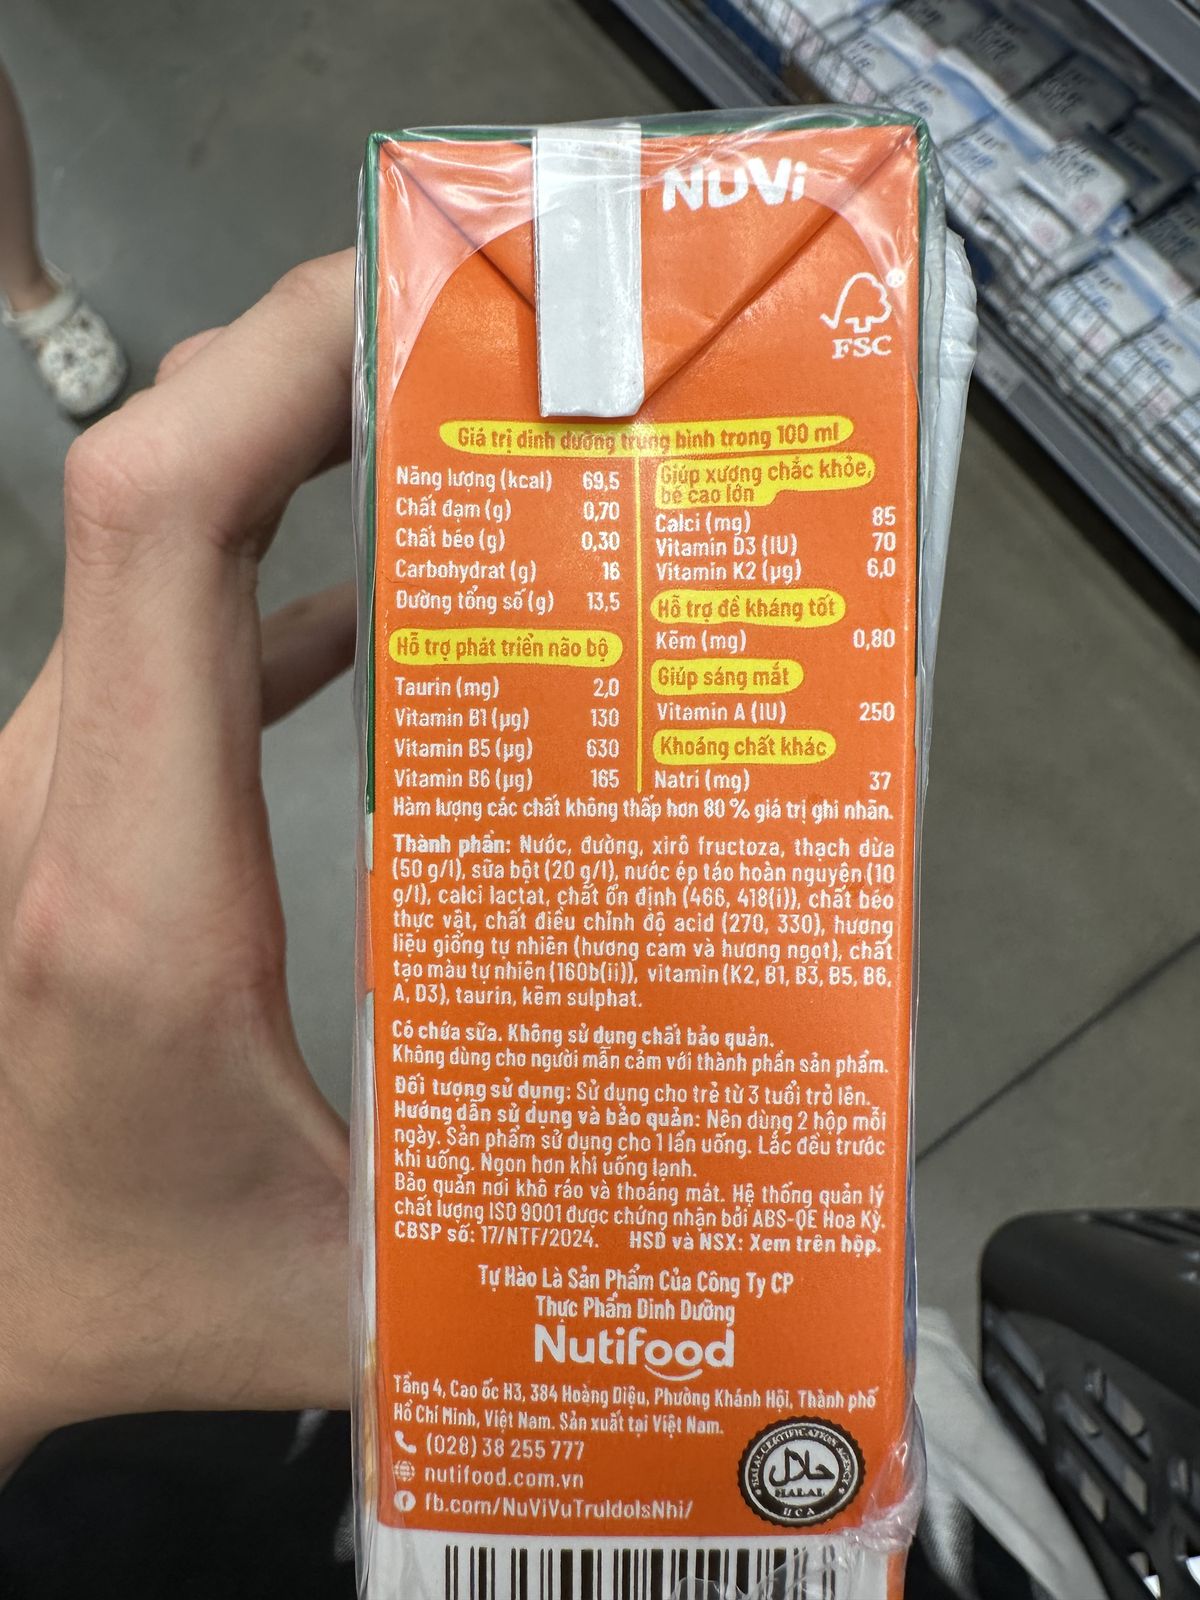 NUVi
FSC
Giá trị dinh dưỡng trung bình trong 100 ml
Năng lượng (kcal) 69,5
Chất đạm (g) 0,70
Chất béo (g) 0,30
Carbohydrat (g) 16
Đường tổng số (g) 13,5
Hỗ trợ phát triển não bộ
Taurin (mg) 2,0
Vitamin B1 (µg) 130
Vitamin B5 (µg) 630
Vitamin B6 (µg) 165
Giúp xương chắc khỏe,
bé cao lớn
Calci (mg) 85
Vitamin D3 (IU) 70
Vitamin K2 (µg) 6,0
Hỗ trợ đề kháng tốt
Kẽm (mg) 0,80
Giúp sáng mắt
Vitamin A (IU) 250
Khoáng chất khác
Natri (mg) 37
Hàm lượng các chất không thấp hơn 80 % giá trị ghi nhãn.
Thành phần: Nước, đường, xirô fructoza, thạch dừa
(50 g/l), sữa bột (20 g/l), nước ép táo hoàn nguyên (10
g/l), calci lactat, chất ổn định (466, 418(i)), chất béo
thực vật, chất điều chỉnh độ acid (270, 330), hương
liệu giống tự nhiên (hương cam và hương ngọt), chất
tạo màu tự nhiên (160b(ii)), vitamin (K2, B1, B3, B5, B6,
A, D3), taurin, kẽm sulphat.
Có chứa sữa. Không sử dụng chất bảo quản.
Không dùng cho người mẫn cảm với thành phần sản phẩm.
Đối tượng sử dụng: Sử dụng cho trẻ từ 3 tuổi trở lên.
Hướng dẫn sử dụng và bảo quản: Nên dùng 2 hộp mỗi
ngày. Sản phẩm sử dụng cho 1 lần uống. Lắc đều trước
khi uống. Ngon hơn khi uống lạnh.
Bảo quản nơi khô ráo và thoáng mát. Hệ thống quản lý
chất lượng ISO 9001 được chứng nhận bởi ABS-QE Hoa Kỳ.
CBSP số: 17/NTF/2024. HSD và NSX: Xem trên hộp.
Tự Hào Là Sản Phẩm Của Công Ty CP
Thực Phẩm Dinh Dưỡng
Nutifood
Tầng 4, Cao ốc H3, 384 Hoàng Diệu, Phường Khánh Hội, Thành phố
Hồ Chí Minh, Việt Nam. Sản xuất tại Việt Nam.
(028) 38 255 777
nutifood.com.vn
fb.com/NuViVuTruIdolsNhi/
HALAL CERTIFICATION AGENCY
حلال
HALAL
HCA